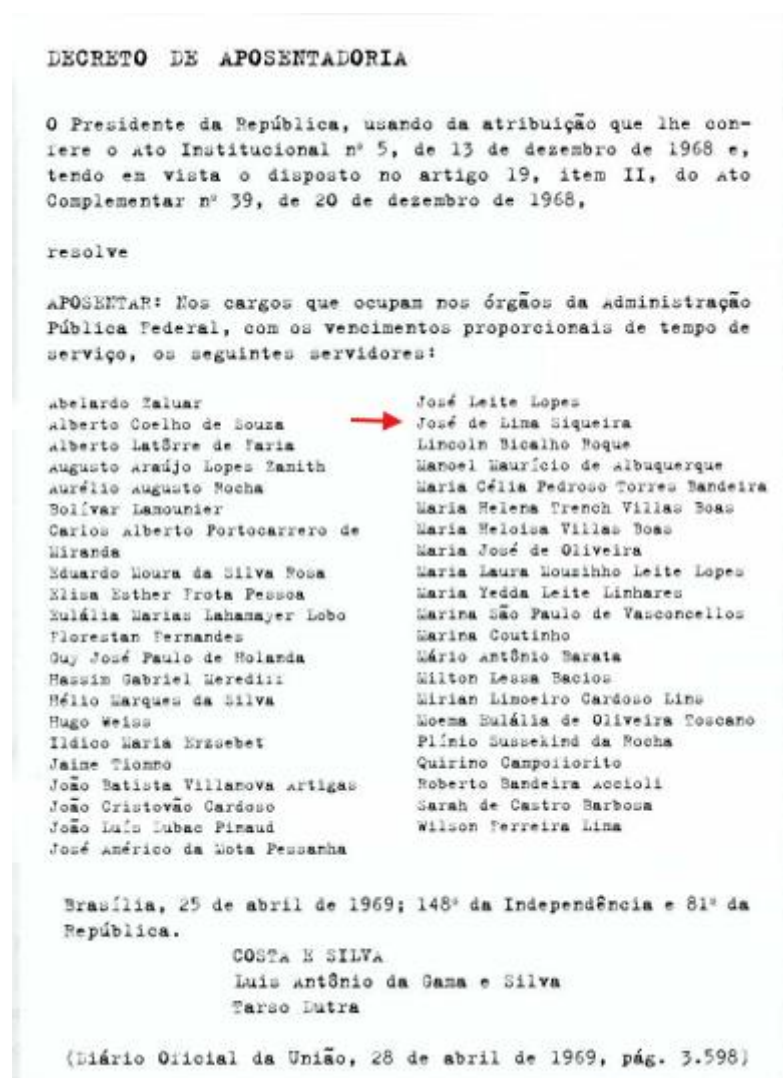 DECRETO DE APOSENTADORIA
O Presidente da República, usando da atribuição que lhe con-
fere o Ato Institucional nº 5, de 13 de dezembro de 1968 e,
tendo em vista o disposto no artigo 19, item II, do Ato
Complementar nº 39, de 20 de dezembro de 1968,
resolve
APOSENTAR: Nos cargos que ocupam nos órgãos da Administração
Pública Federal, com os vencimentos proporcionais de tempo de
serviço, os seguintes servidores:
Abelardo Zaluar
Alberto Coelho de Souza
Alberto Latôrre de Faria
Augusto Araújo Lopes Zanith
Aurélio Augusto Rocha
Bolívar Lamounier
Carlos Alberto Portocarrero de
Miranda
Eduardo Moura da Silva Rosa
Elisa Esther Frota Pessoa
Eulália Marias Lahamayer Lobo
Florestan Fernandes
Guy José Paulo de Holanda
Hassim Gabriel
Hélio Marques da Silva
Hugo Weiss
Ildico Maria Erzsebet
Jaime Tiomno
João Batista Villanova Artigas
João Cristovão Cardoso
João Luís Dubac Pinaud
José Américo da Mota Pessanha
José Leite Lopes
José de Lima Siqueira
Lincoln Bicalho Roque
Manoel Maurício de Albuquerque
Maria Célia Pedroso Torres Bandeira
Maria Helena Trench Villas Boas
Maria Heloisa Villas Boas
Maria José de Oliveira
Maria Laura Mouzihho Leite Lopes
Maria Yedda Leite Linhares
Marina São Paulo de Vasconcellos
Marina Coutinho
Mário Antônio Barata
Milton Lessa Bacios
Mirian Limoeiro Cardoso Lins
Moema Eulália de Oliveira Toscano
Plínio Sussekind da Rocha
Quirino Campofiorito
Roberto Bandeira Accioli
Sarah de Castro Barbosa
Wilson Ferreira Lima
Brasília, 25 de abril de 1969; 148º da Independência e 81º da
República.
COSTA E SILVA
Luis Antônio da Gama e Silva
Tarso Dutra
(Diário Oficial da União, 28 de abril de 1969, pág. 3.598)